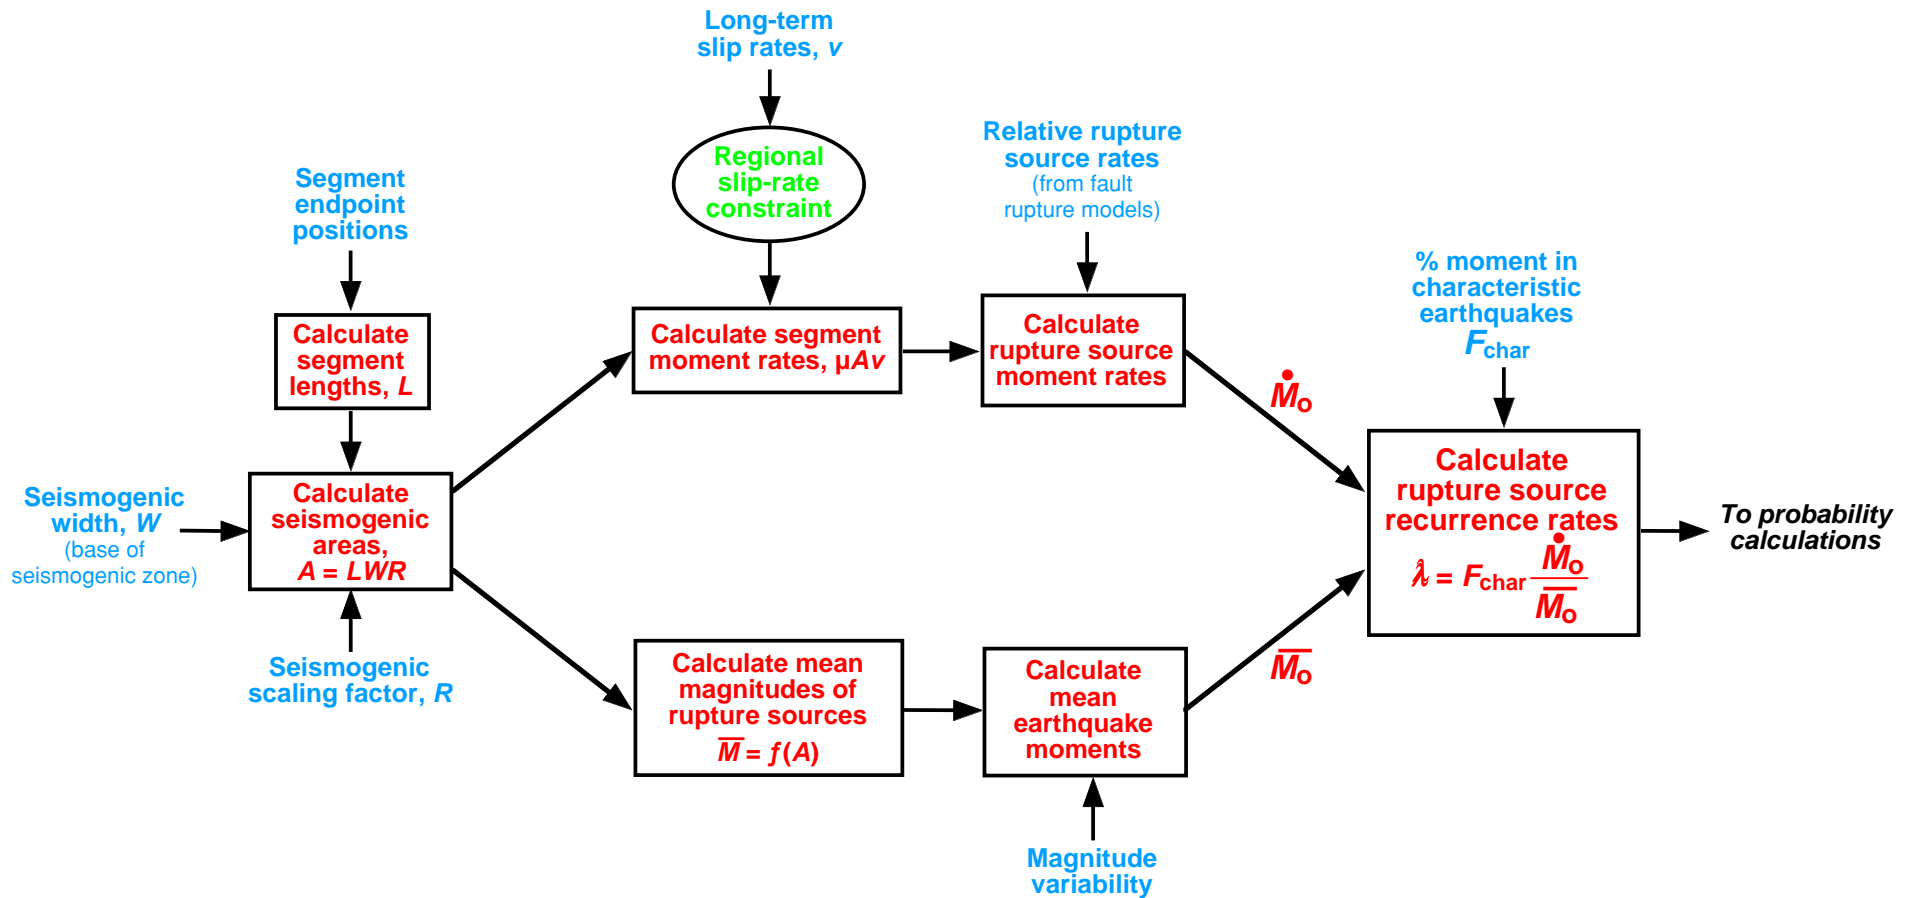 Long-term
slip rates, v
Regional
slip-rate
constraint
Relative rupture
source rates
(from fault
rupture models)
Segment
endpoint
positions
% moment in
characteristic
earthquakes
Fchar
Calculate
segment
lengths, L
Calculate segment
moment rates, μAv
Calculate
rupture source
moment rates
Ṁo
Seismogenic
width, W
(base of
seismogenic zone)
Calculate
seismogenic
areas,
A = LWR
Calculate
rupture source
recurrence rates
λ̂ = Fchar Ṁo / M̅o
To probability
calculations
Seismogenic
scaling factor, R
Calculate mean
magnitudes of
rupture sources
M̅ = f(A)
Calculate
mean
earthquake
moments
M̅o
Magnitude
variability